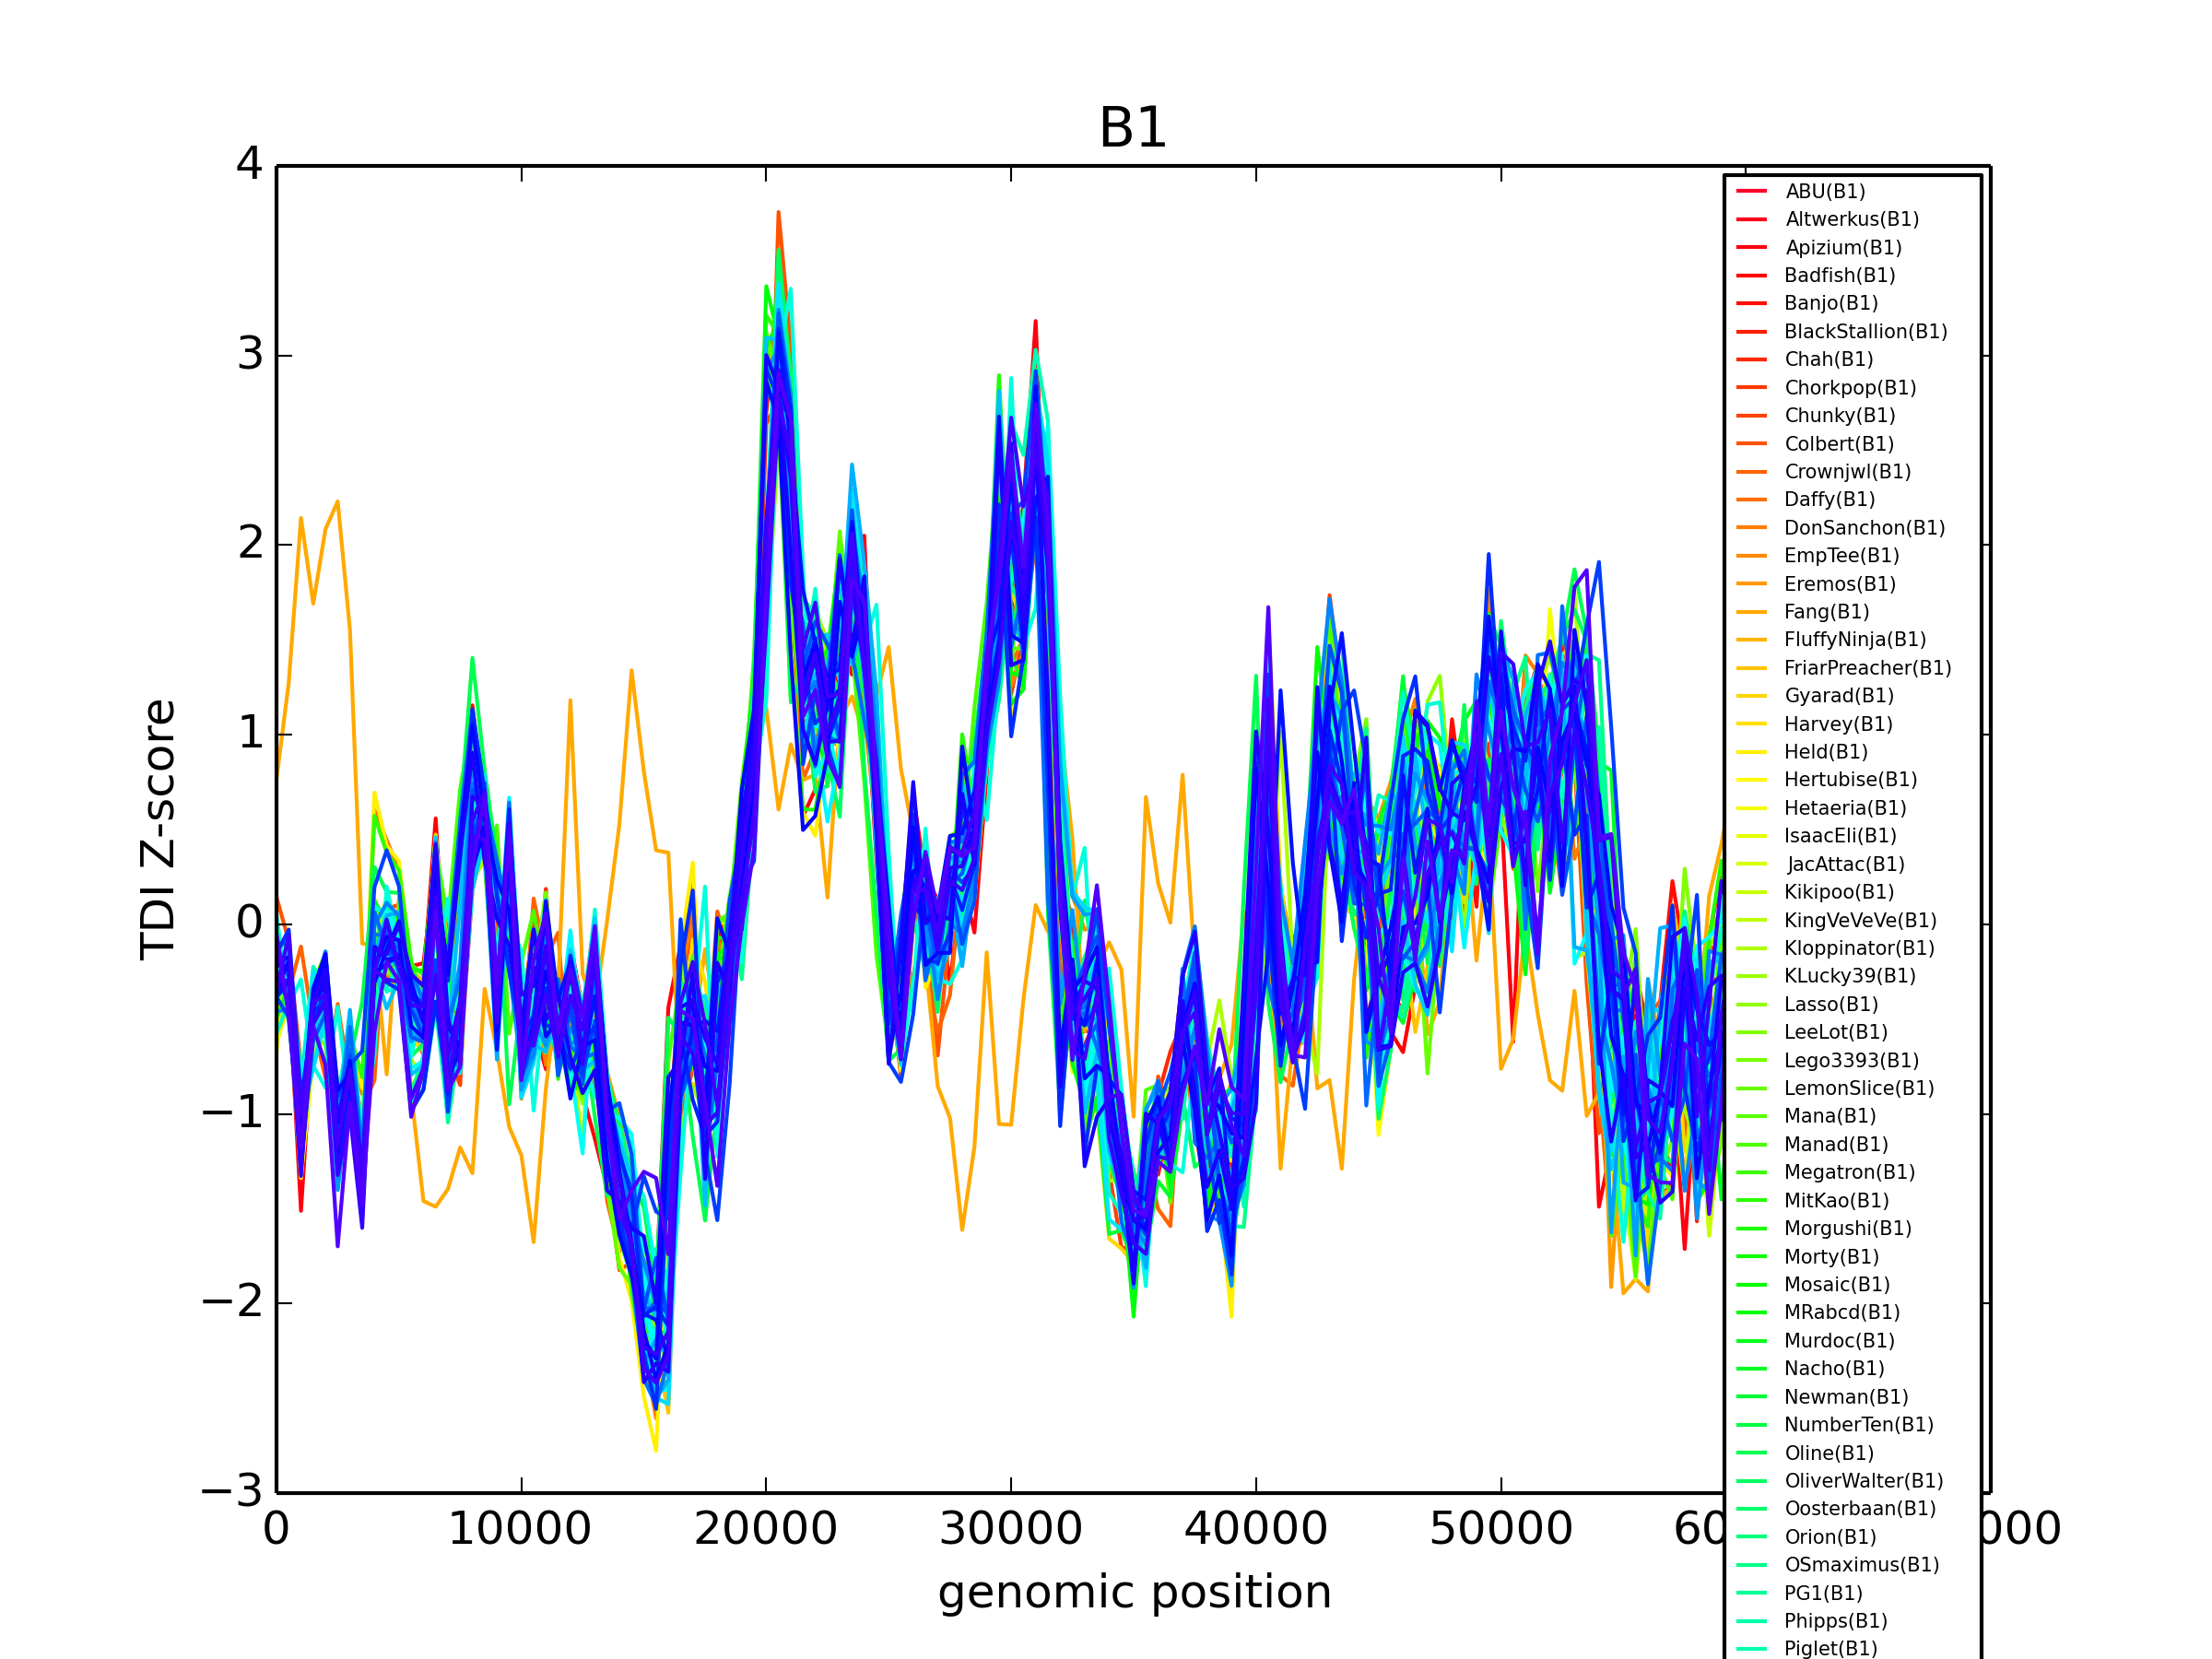 B1
4
3
2
1
0
−1
−2
−3
TDI Z-score
0 10000 20000 30000 40000 50000 60 000
genomic position
ABU(B1)
Altwerkus(B1)
Apizium(B1)
Badfish(B1)
Banjo(B1)
BlackStallion(B1)
Chah(B1)
Chorkpop(B1)
Chunky(B1)
Colbert(B1)
Crownjwl(B1)
Daffy(B1)
DonSanchon(B1)
EmpTee(B1)
Eremos(B1)
Fang(B1)
FluffyNinja(B1)
FriarPreacher(B1)
Gyarad(B1)
Harvey(B1)
Held(B1)
Hertubise(B1)
Hetaeria(B1)
IsaacEli(B1)
JacAttac(B1)
Kikipoo(B1)
KingVeVeVe(B1)
Kloppinator(B1)
KLucky39(B1)
Lasso(B1)
LeeLot(B1)
Lego3393(B1)
LemonSlice(B1)
Mana(B1)
Manad(B1)
Megatron(B1)
MitKao(B1)
Morgushi(B1)
Morty(B1)
Mosaic(B1)
MRabcd(B1)
Murdoc(B1)
Nacho(B1)
Newman(B1)
NumberTen(B1)
Oline(B1)
OliverWalter(B1)
Oosterbaan(B1)
Orion(B1)
OSmaximus(B1)
PG1(B1)
Phipps(B1)
Piglet(B1)